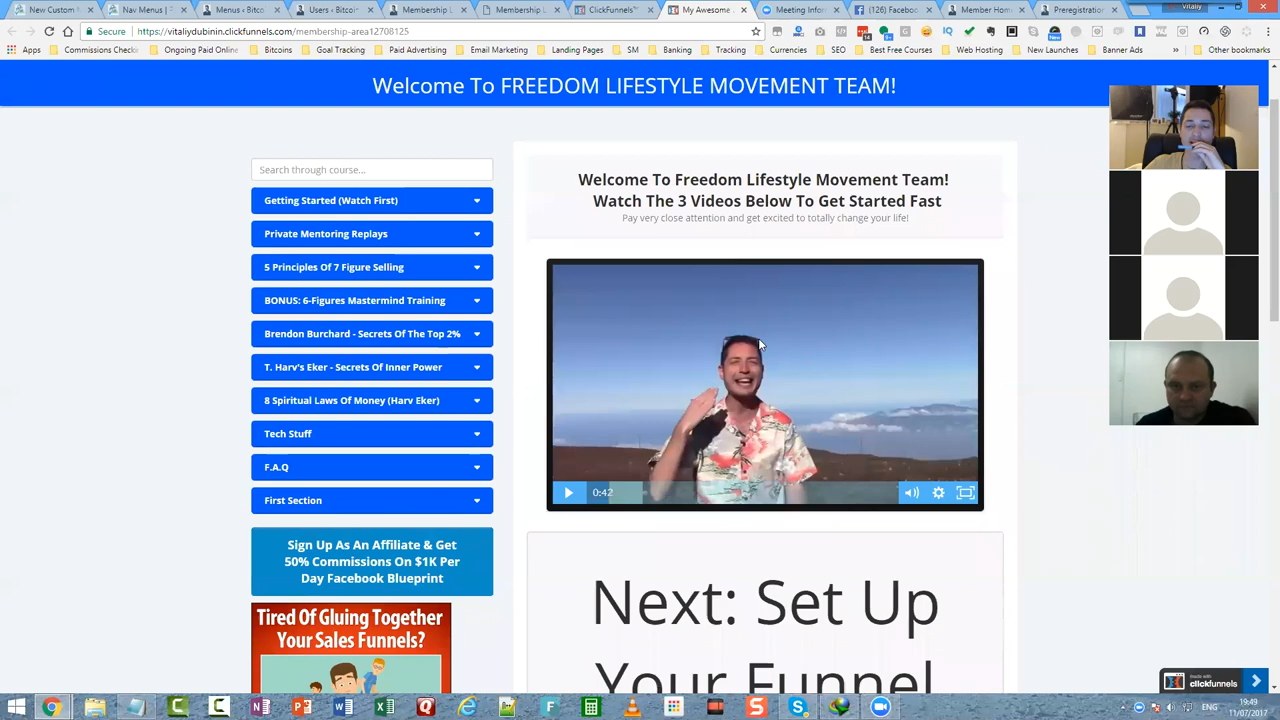 New Custom
Nav Menus |
Menus ‹ Bitco
Users ‹ Bitcoin
Membership L
Membership L
ClickFunnels™
My Awesome
Meeting Infor
(126) Faceboo
Member Home
Preregistratio
Vitaliy
Secure
https://vitaliydubinin.clickfunnels.com/membership-area12708125
Apps
Commissions Check
Ongoing Paid Offline
Bitcoins
Goal Tracking
Paid Advertising
Email Marketing
Landing Pages
SM
Banking
Tracking
Currencies
SEO
Best Free Courses
Web Hosting
New Launches
Banner Ads
Other bookmarks
Welcome To FREEDOM LIFESTYLE MOVEMENT TEAM!
Search through course...
Getting Started (Watch First)
Private Mentoring Replays
5 Principles Of 7 Figure Selling
BONUS: 6-Figures Mastermind Training
Brendon Burchard - Secrets Of The Top 2%
T. Harv's Eker - Secrets Of Inner Power
8 Spiritual Laws Of Money (Harv Eker)
Tech Stuff
F.A.Q
First Section
Sign Up As An Affiliate & Get
50% Commissions On $1K Per
Day Facebook Blueprint
Tired Of Gluing Together
Your Sales Funnels?
Welcome To Freedom Lifestyle Movement Team!
Watch The 3 Videos Below To Get Started Fast
Pay very close attention and get excited to totally change your life!
0:42
Next: Set Up
Your Funnel
made with
clickfunnels
ENG
19:49
11/07/2017